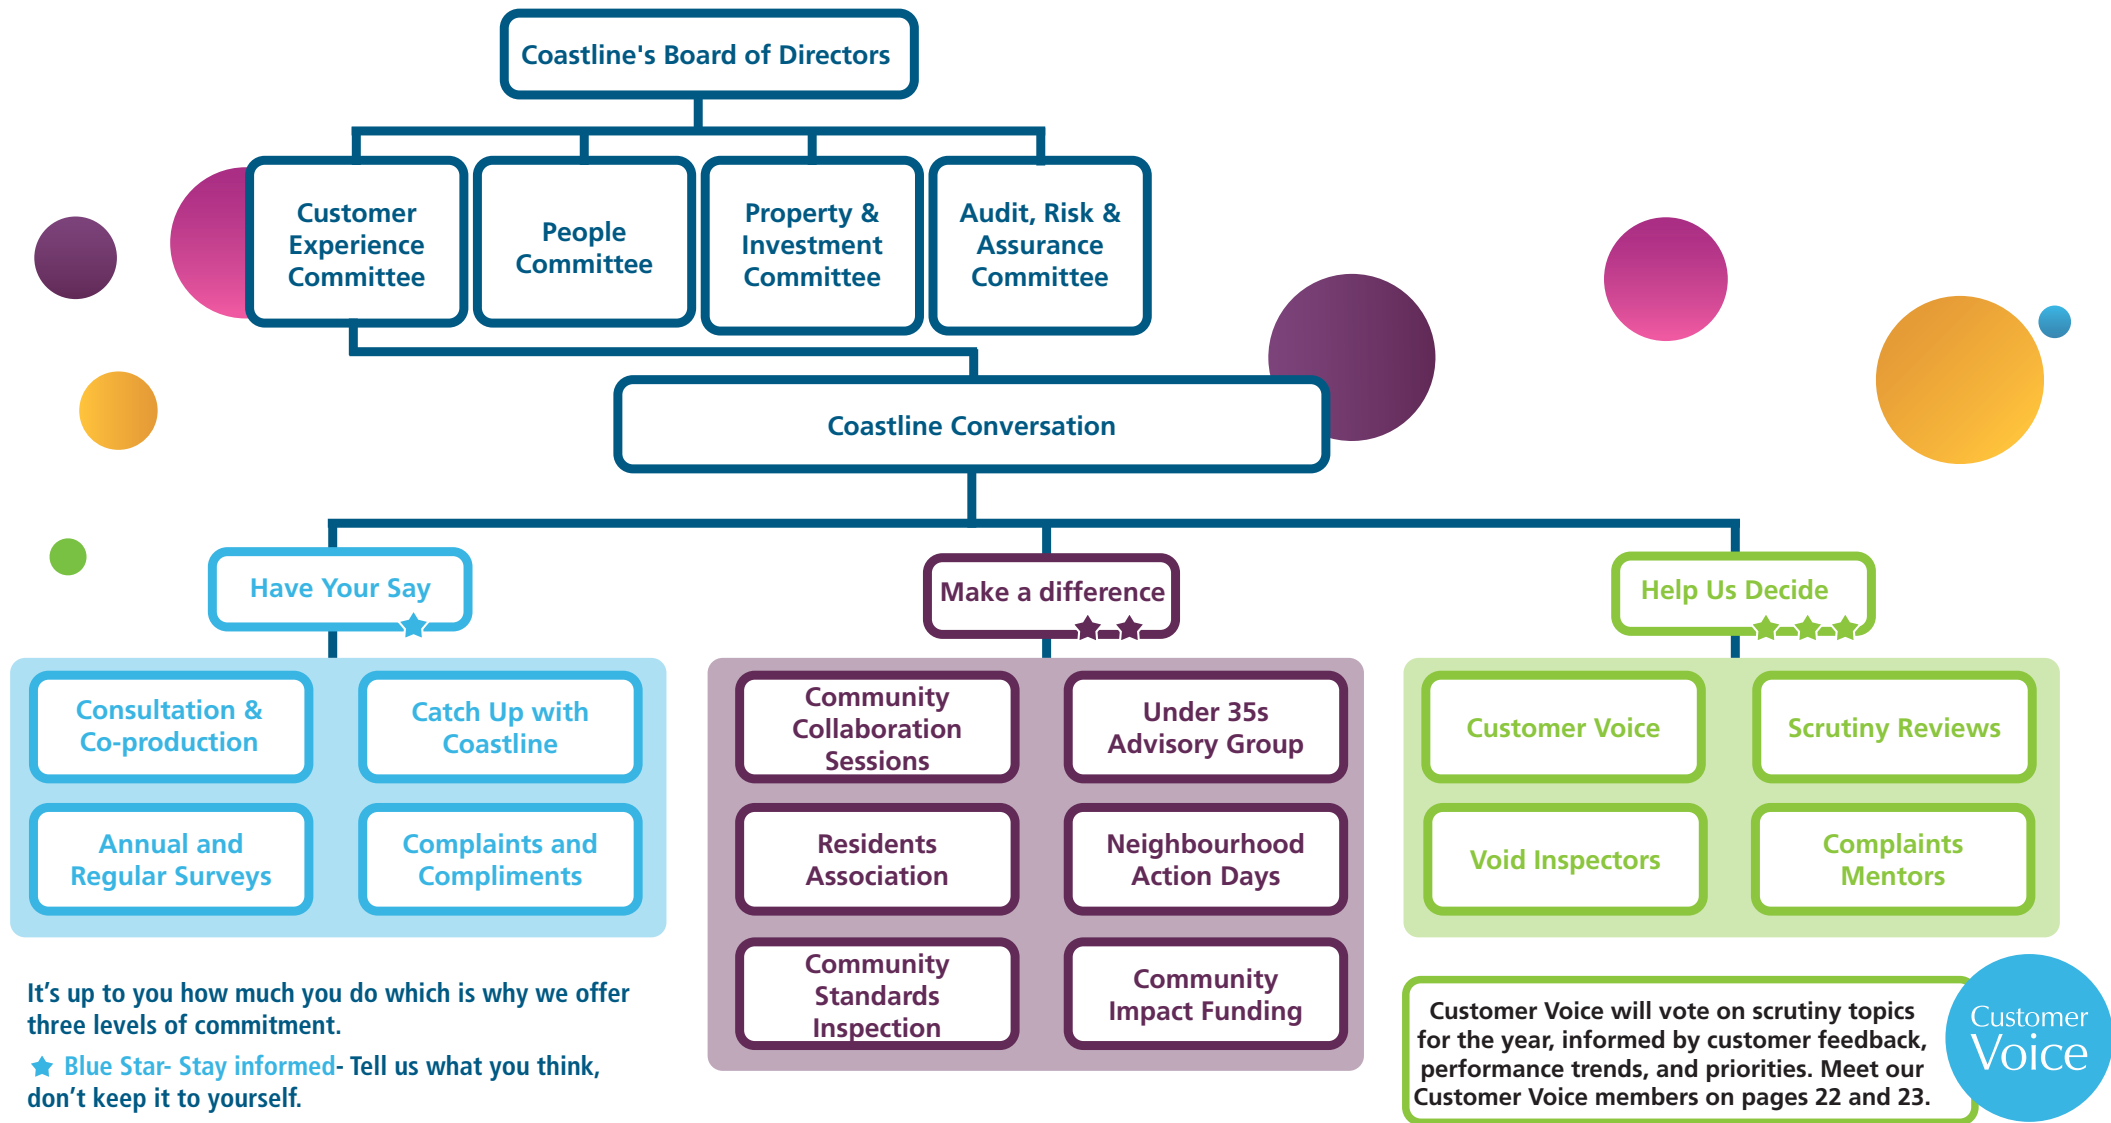 Coastline's Board of Directors
Customer
Experience
Committee
People
Committee
Property &
Investment
Committee
Audit, Risk &
Assurance
Committee
Coastline Conversation
Have Your Say
Make a difference
Help Us Decide
Consultation &
Co-production
Catch Up with
Coastline
Annual and
Regular Surveys
Complaints and
Compliments
Community
Collaboration
Sessions
Under 35s
Advisory Group
Residents
Association
Neighbourhood
Action Days
Community
Standards
Inspection
Community
Impact Funding
Customer Voice
Scrutiny Reviews
Void Inspectors
Complaints
Mentors
It’s up to you how much you do which is why we offer
three levels of commitment.
Blue Star- Stay informed- Tell us what you think,
don’t keep it to yourself.
Customer Voice will vote on scrutiny topics
for the year, informed by customer feedback,
performance trends, and priorities. Meet our
Customer Voice members on pages 22 and 23.
Customer
Voice